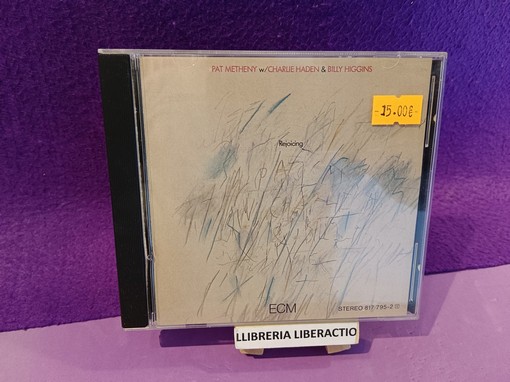 PAT METHENY w/CHARLIE HADEN & BILLY HIGGINS
-15.00€-
Rejoicing
ECM
STEREO 817 795-2
LLIBRERIA LIBERACTIO